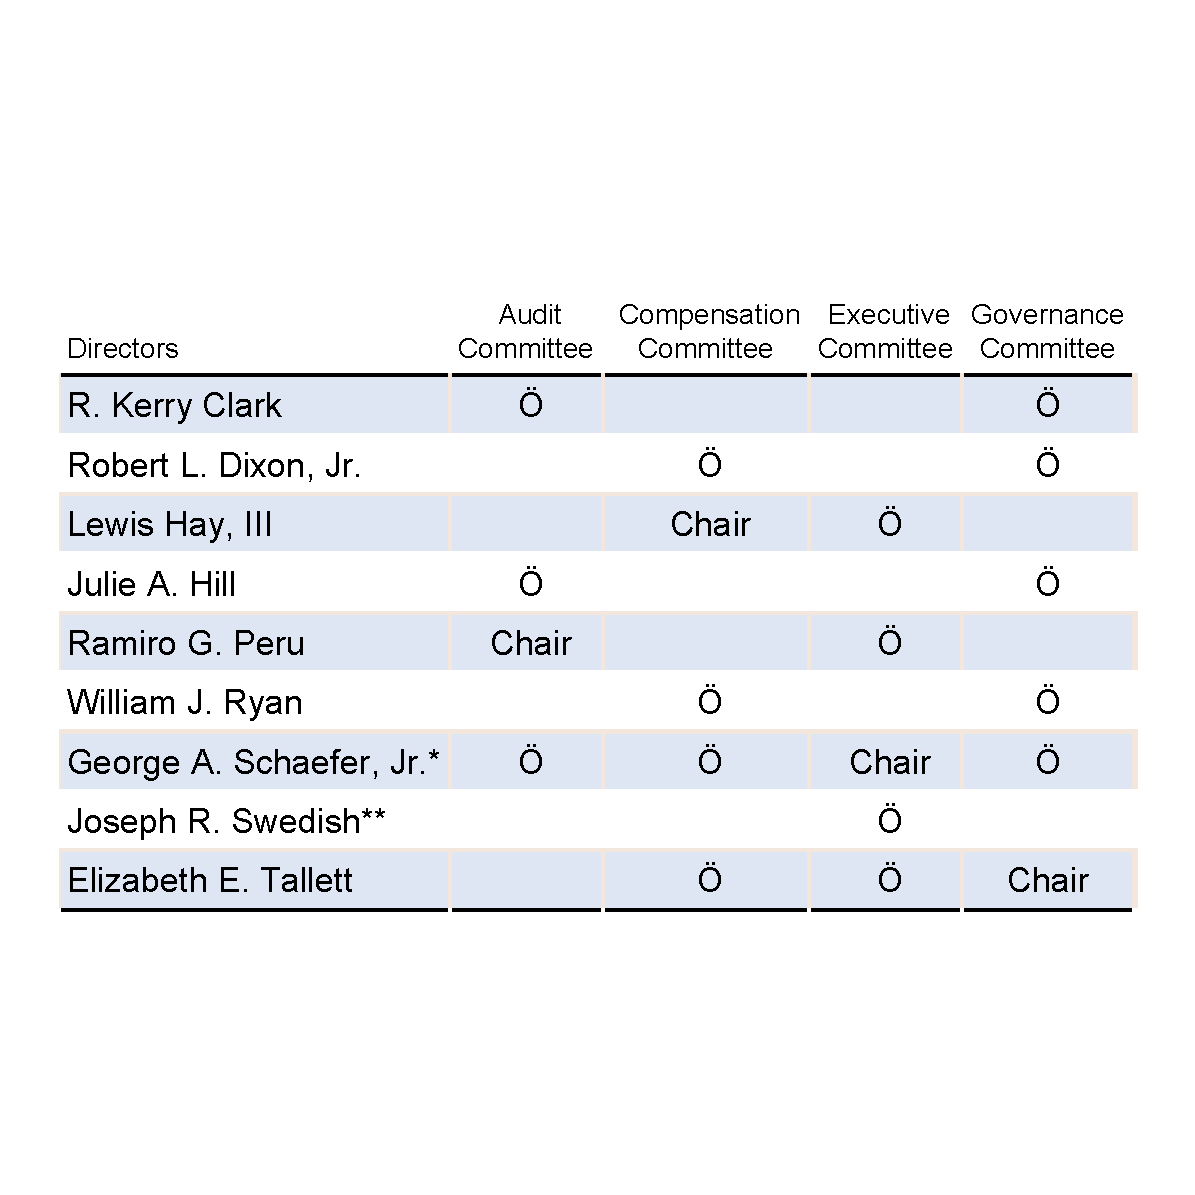 Directors Audit Committee Compensation Committee Executive Committee Governance Committee
R. Kerry Clark Ö Ö
Robert L. Dixon, Jr. Ö Ö
Lewis Hay, III Chair Ö
Julie A. Hill Ö Ö
Ramiro G. Peru Chair Ö
William J. Ryan Ö Ö
George A. Schaefer, Jr.* Ö Ö Chair Ö
Joseph R. Swedish** Ö
Elizabeth E. Tallett Ö Ö Chair